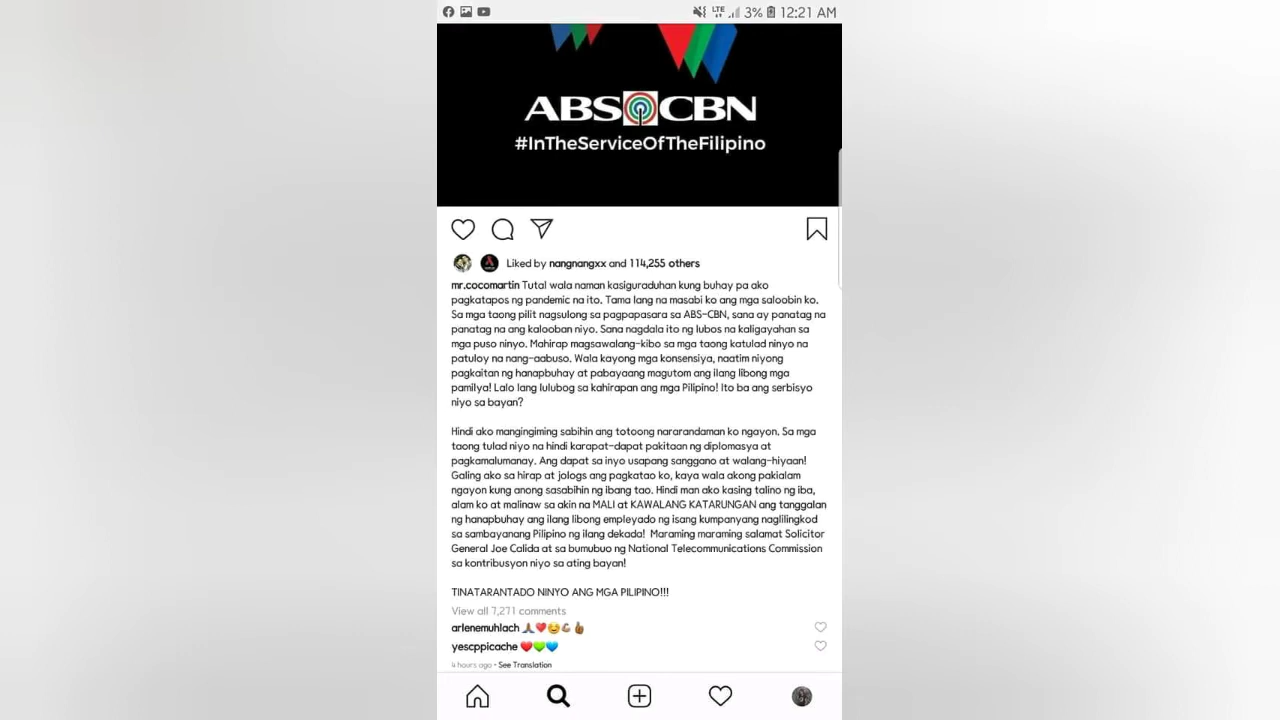 LTE 3% 12:21 AM
ABS CBN
#InTheServiceOfTheFilipino
Liked by nangnangxx and 114,255 others
mr.cocomartin Tutal wala naman kasiguraduhan kung buhay pa ako
pagkatapos ng pandemic na ito. Tama lang na masabi ko ang mga saloobin ko.
Sa mga taong pilit nagsulong sa pagpapasara sa ABS-CBN, sana ay panatag na
panatag na ang kalooban niyo. Sana nagdala ito ng lubos na kaligayahan sa
mga puso ninyo. Mahirap magsawalang-kibo sa mga taong katulad ninyo na
patuloy na nang-aabuso. Wala kayong mga konsensiya, naatim niyong
pagkaitan ng hanapbuhay at pabayaang magutom ang ilang libong mga
pamilya! Lalo lang lulubog sa kahirapan ang mga Pilipino! Ito ba ang serbisyo
niyo sa bayan?
Hindi ako mangingiming sabihin ang totoong nararandaman ko ngayon. Sa mga
taong tulad niyo na hindi karapat-dapat pakitaan ng diplomasya at
pagkamalumanay. Ang dapat sa inyo usapang sanggano at walang-hiyaan!
Galing ako sa hirap at jologs ang pagkatao ko, kaya wala akong pakialam
ngayon kung anong sasabihin ng ibang tao. Hindi man ako kasing talino ng iba,
alam ko at malinaw sa akin na MALI at KAWALANG KATARUNGAN ang tanggalan
ng hanapbuhay ang ilang libong empleyado ng isang kumpanyang naglilingkod
sa sambayanang Pilipino ng ilang dekada! Maraming maraming salamat Solicitor
General Joe Calida at sa bumubuo ng National Telecommunications Commission
sa kontribusyon niyo sa ating bayan!
TINATARANTADO NINYO ANG MGA PILIPINO!!!
View all 7,271 comments
arlenemuhlach 🙏🏽❤️☺️💪🏽👍🏾
yescppicache ❤️💚💙
4 hours ago • See Translation